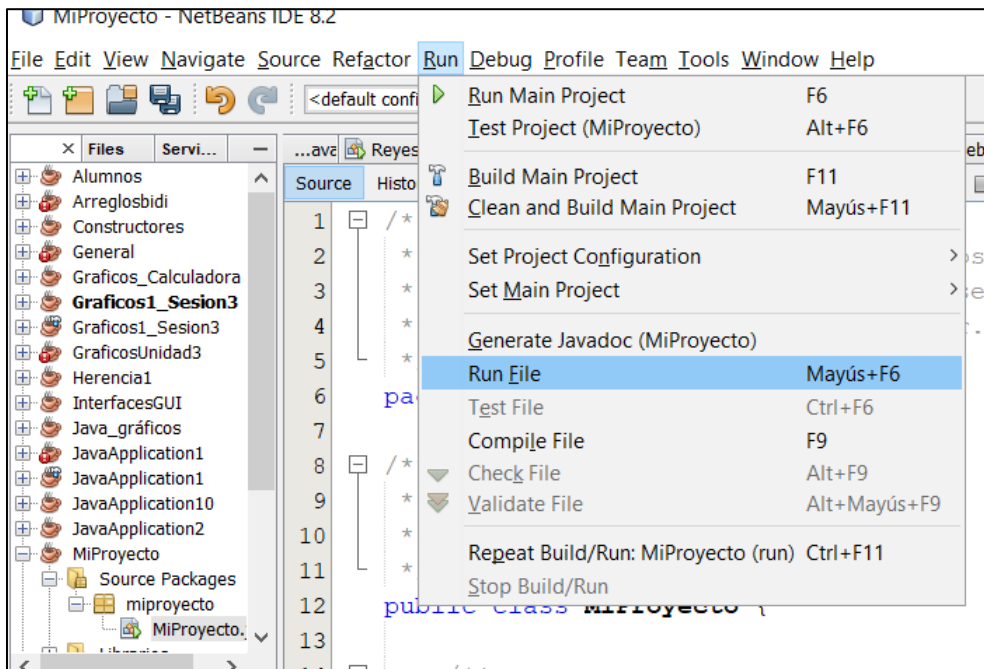 MiProyecto - NetBeans IDE 8.2
File Edit View Navigate Source Refactor Run Debug Profile Team Tools Window Help
<default confi
Run Main Project F6
Test Project (MiProyecto) Alt+F6
Build Main Project F11
Clean and Build Main Project Mayús+F11
Set Project Configuration
Set Main Project
Generate Javadoc (MiProyecto)
Run File Mayús+F6
Test File Ctrl+F6
Compile File F9
Check File Alt+F9
Validate File Alt+Mayús+F9
Repeat Build/Run: MiProyecto (run) Ctrl+F11
Stop Build/Run
× Files Servi... –
Alumnos
Arreglosbidi
Constructores
General
Graficos_Calculadora
Graficos1_Sesion3
Graficos1_Sesion3
GraficosUnidad3
Herencia1
InterfacesGUI
Java_gráficos
JavaApplication1
JavaApplication1
JavaApplication10
JavaApplication2
MiProyecto
Source Packages
miproyecto
MiProyecto.
...ava Reyes
Source Histo
1 /*
2 *
3 *
4 *
5 *
6 pa
7
8 /*
9 *
10 *
11 *
12 public class MiProyecto {
13